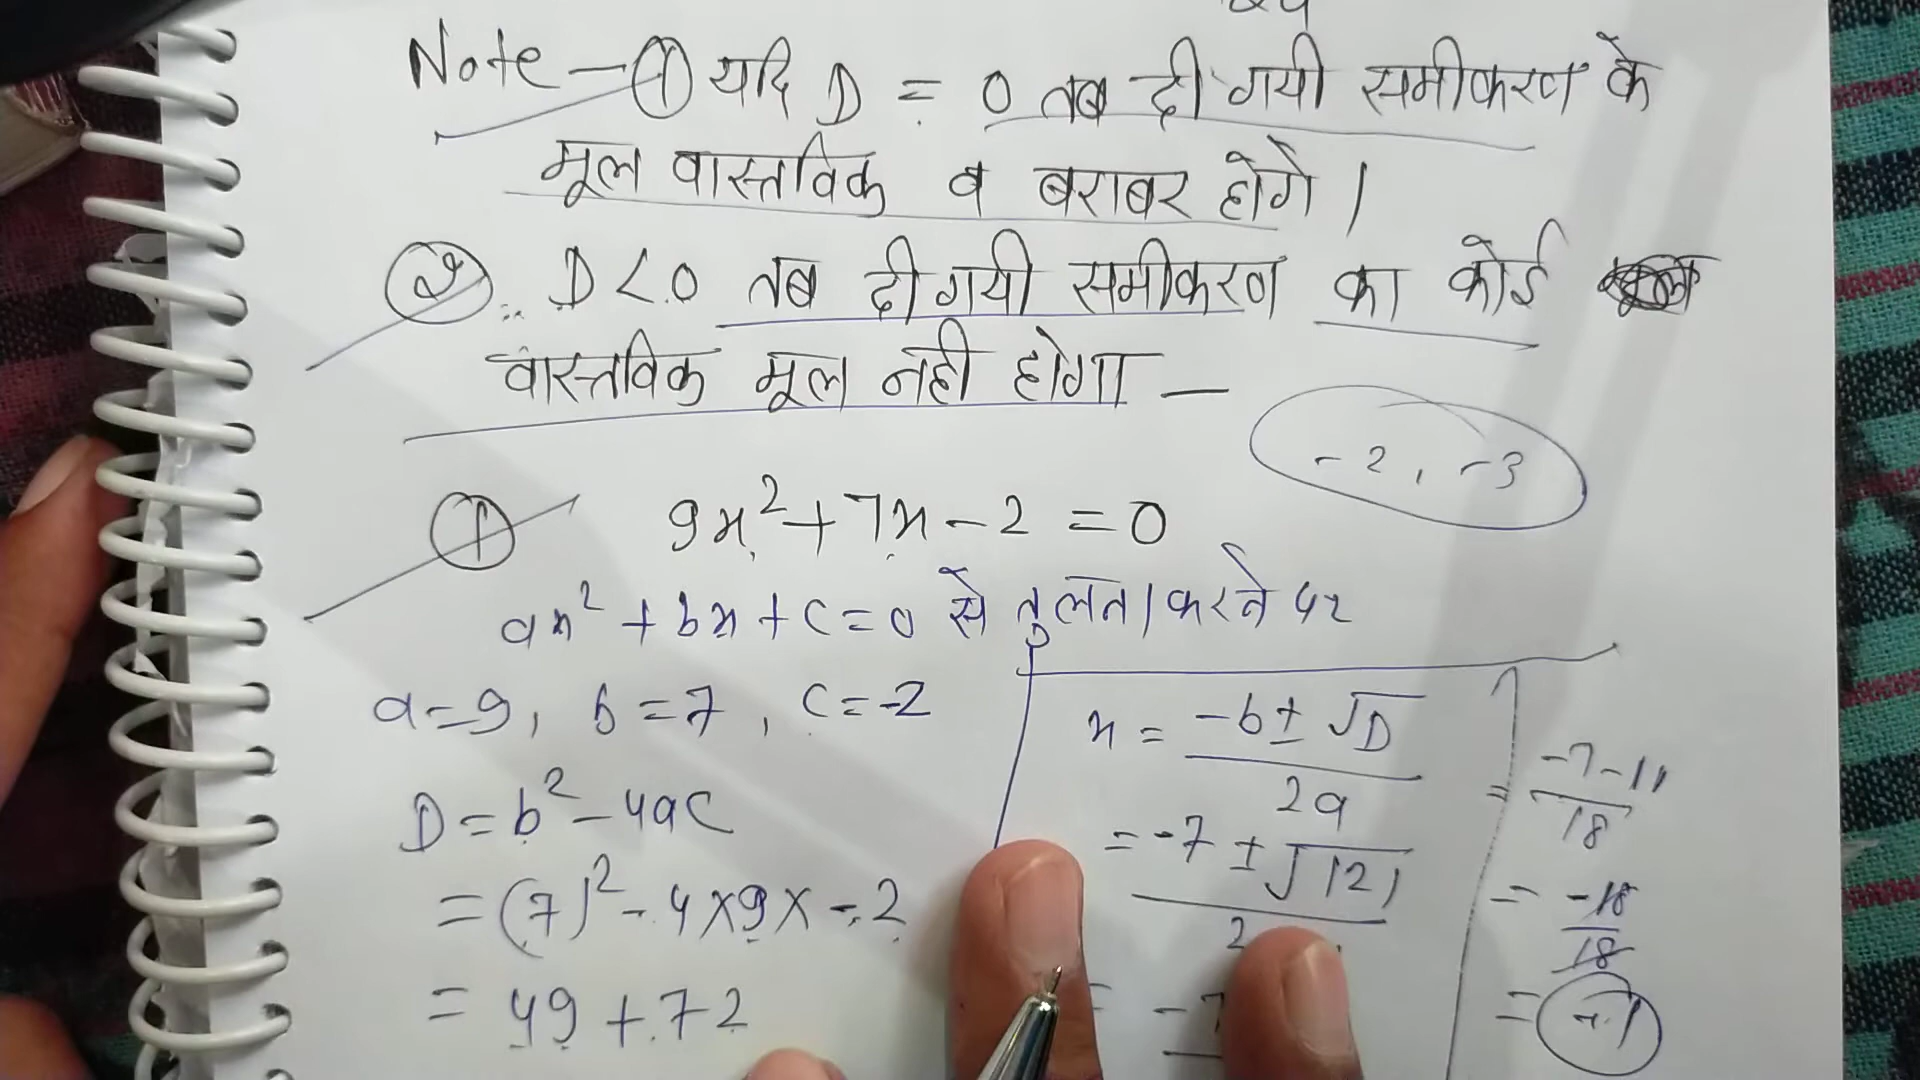 Note - ① यदि D = 0 तब दी गयी समीकरण के
मूल वास्तविक व बराबर होगे।
② D < 0 तब दी गयी समीकरण का कोई
वास्तविक मूल नही होगा -
-2, -3
① 9x² + 7x - 2 = 0
ax² + bx + c = 0 से तुलना करने पर
a = 9, b = 7, c = -2
D = b² - 4ac
= (7)² - 4 × 9 × -2
= 49 + 72
x = (-b ± √D) / 2a
= (-7 ± √121) / 2
= -7
= (-7 - 11) / 18
= -18 / 18
= -1